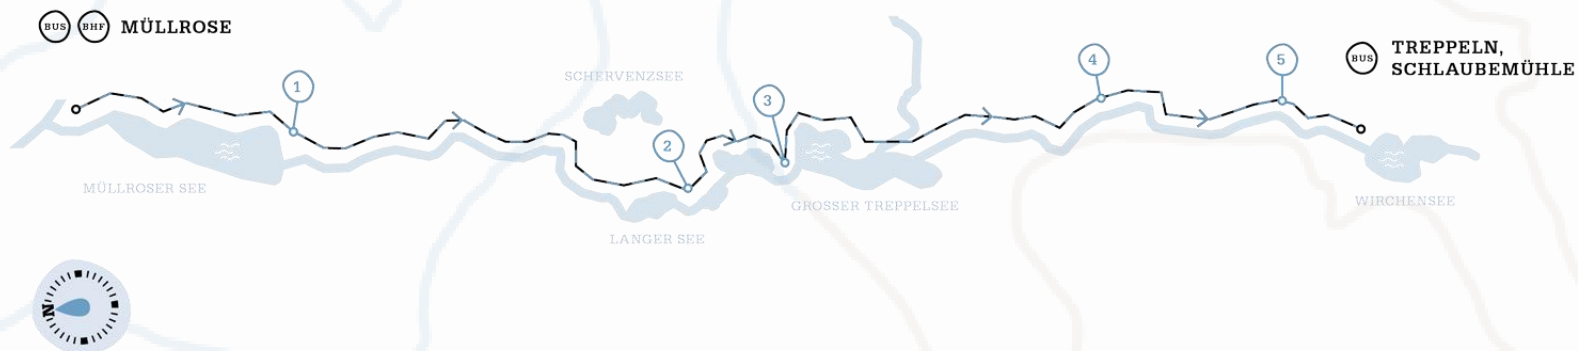 BUS BHF MÜLLROSE
BUS TREPPELN,
SCHLAUBEMÜHLE
1
2
3
4
5
SCHERVENZSEE
MÜLLROSER SEE
GROSSER TREPPELSEE
WIRCHENSEE
LANGER SEE
N